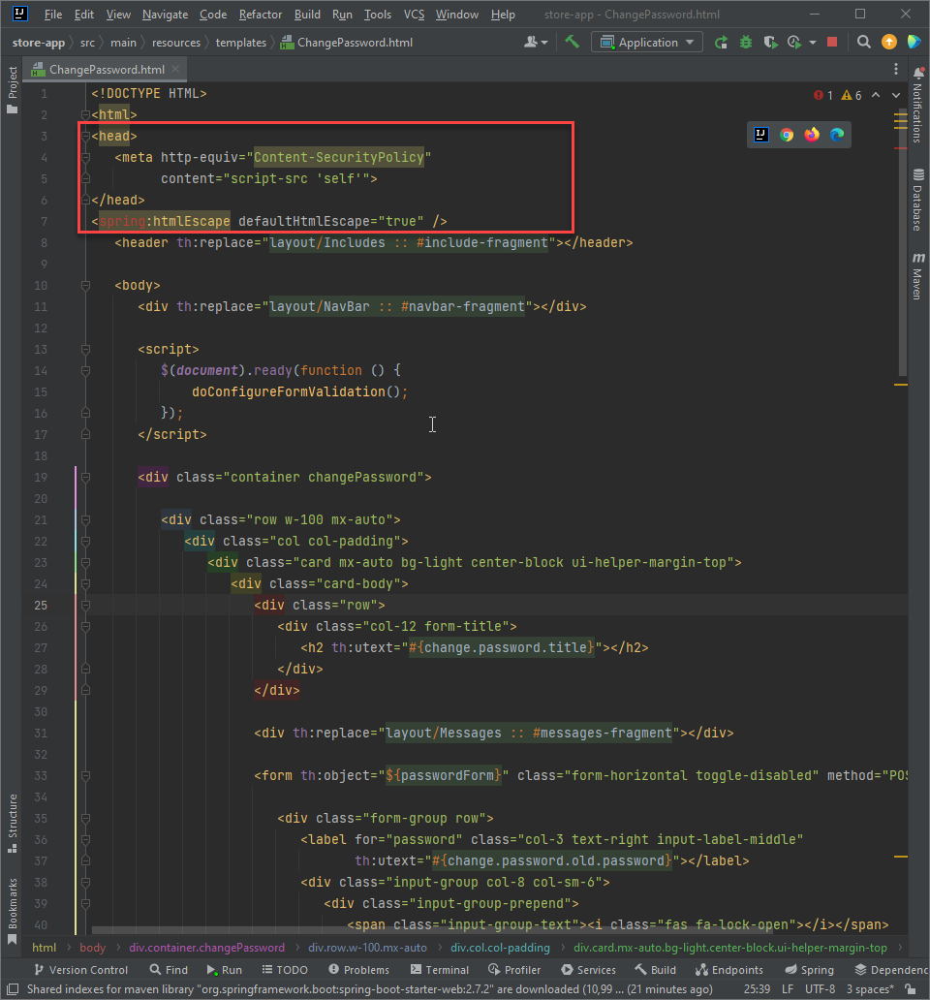 File Edit View Navigate Code Refactor Build Run Tools VCS Window Help store-app - ChangePassword.html
store-app src main resources templates ChangePassword.html Application
Project
ChangePassword.html
Notifications
Database
Maven
1 6
1 <!DOCTYPE HTML>
2 <html>
3 <head>
4 <meta http-equiv="Content-SecurityPolicy"
5 content="script-src 'self'">
6 </head>
7 <spring:htmlEscape defaultHtmlEscape="true" />
8 <header th:replace="layout/Includes :: #include-fragment"></header>
9
10 <body>
11 <div th:replace="layout/NavBar :: #navbar-fragment"></div>
12
13 <script>
14 $(document).ready(function () {
15 doConfigureFormValidation();
16 });
17 </script>
18
19 <div class="container changePassword">
20
21 <div class="row w-100 mx-auto">
22 <div class="col col-padding">
23 <div class="card mx-auto bg-light center-block ui-helper-margin-top">
24 <div class="card-body">
25 <div class="row">
26 <div class="col-12 form-title">
27 <h2 th:utext="#{change.password.title}"></h2>
28 </div>
29 </div>
30
31 <div th:replace="layout/Messages :: #messages-fragment"></div>
32
33 <form th:object="${passwordForm}" class="form-horizontal toggle-disabled" method="POS
34
35 <div class="form-group row">
36 <label for="password" class="col-3 text-right input-label-middle"
37 th:utext="#{change.password.old.password}"></label>
38 <div class="input-group col-8 col-sm-6">
39 <div class="input-group-prepend">
40 <span class="input-group-text"><i class="fas fa-lock-open"></i></span>
Structure
Bookmarks
html body div.container.changePassword div.row.w-100.mx-auto div.col.col-padding div.card.mx-auto.bg-light.center-block.ui-helper-margin-top
Version Control Find Run TODO Problems Terminal Profiler Services Build Endpoints Spring Dependenc
Shared indexes for maven library "org.springframework.boot:spring-boot-starter-web:2.7.2" are downloaded (10,99 ... (21 minutes ago) 25:39 LF UTF-8 3 spaces*